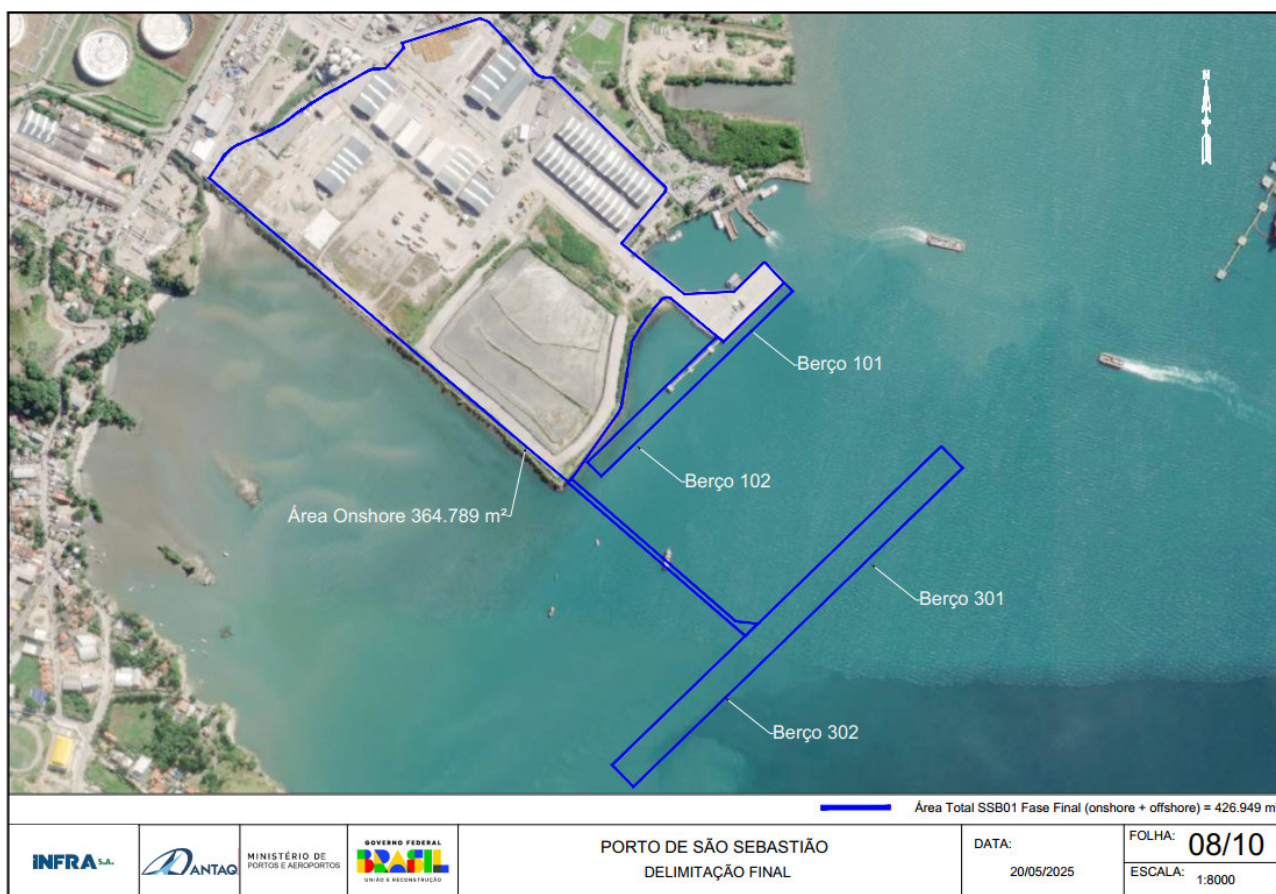 N
Berço 101
Berço 102
Área Onshore 364.789 m²
Berço 301
Berço 302
Área Total SSB01 Fase Final (onshore + offshore) = 426.949 m
INFRA S.A.
ANTAQ
MINISTÉRIO DE
PORTOS E AEROPORTOS
GOVERNO FEDERAL
BRASIL
UNIÃO E RECONSTRUÇÃO
PORTO DE SÃO SEBASTIÃO
DELIMITAÇÃO FINAL
DATA:
20/05/2025
FOLHA: 08/10
ESCALA: 1:8000